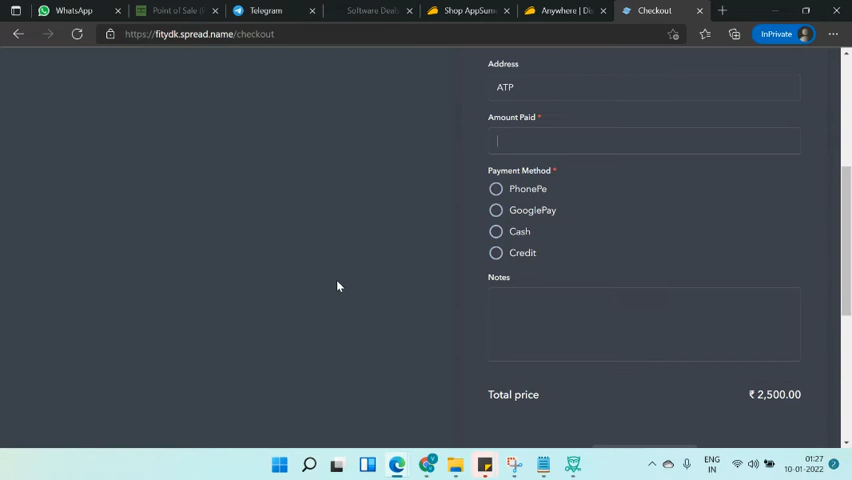 WhatsApp
Point of Sale (P
Telegram
Software Deals
Shop AppSum
Anywhere | Dis
Checkout
https://fitydk.spread.name/checkout
InPrivate
Address
ATP
Amount Paid *
Payment Method *
PhonePe
GooglePay
Cash
Credit
Notes
Total price
₹ 2,500.00
ENG
IN
01:27
10-01-2022
2